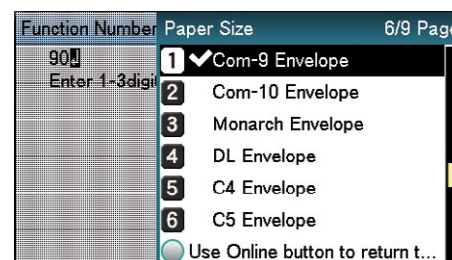 Function Number
90
Enter 1-3digi
Paper Size 6/9 Page
1 Com-9 Envelope
2 Com-10 Envelope
3 Monarch Envelope
4 DL Envelope
5 C4 Envelope
6 C5 Envelope
Use Online button to return t...